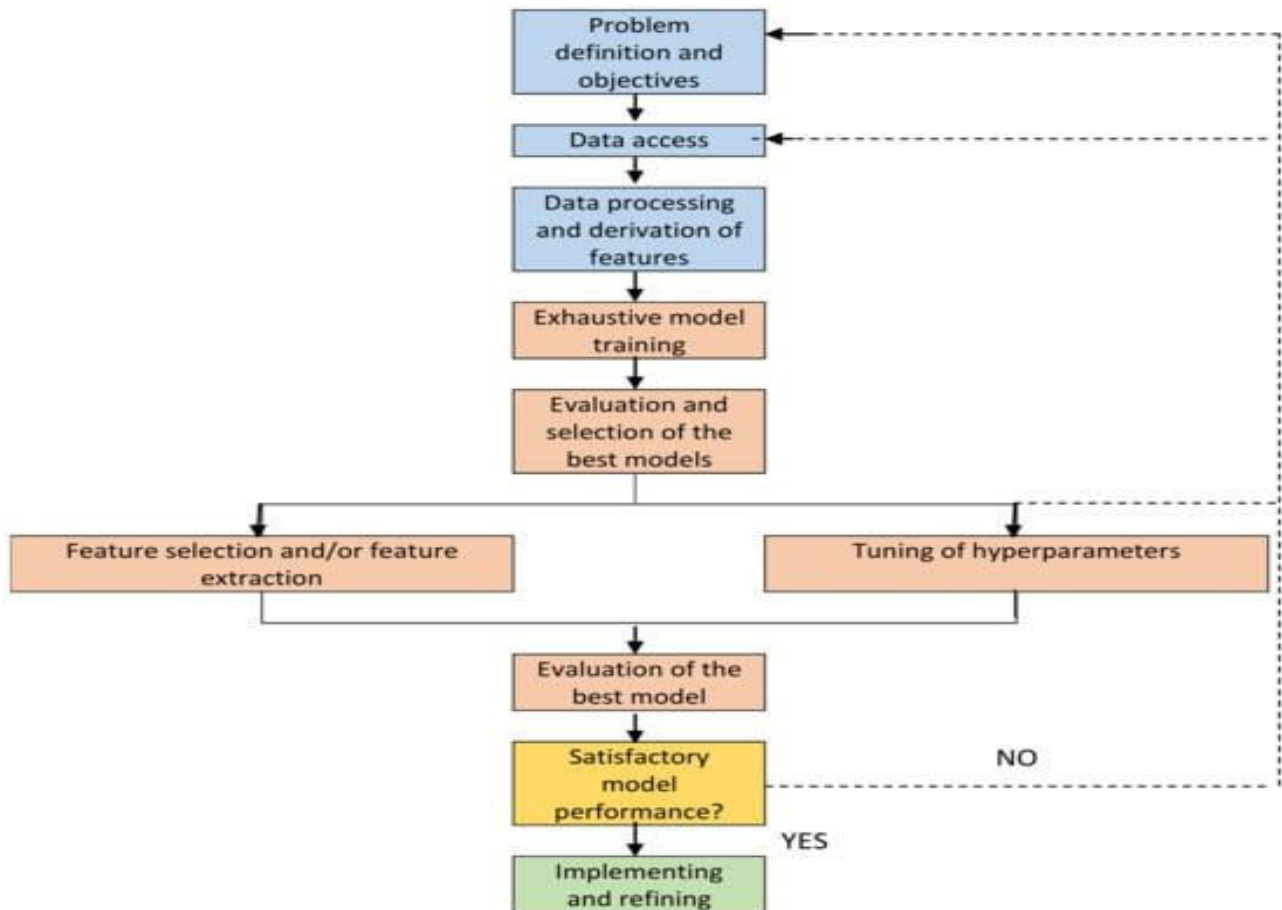 Problem
definition and
objectives
Data access
Data processing
and derivation of
features
Exhaustive model
training
Evaluation and
selection of the
best models
Feature selection and/or feature
extraction
Tuning of hyperparameters
Evaluation of the
best model
Satisfactory
model
performance?
NO
YES
Implementing
and refining